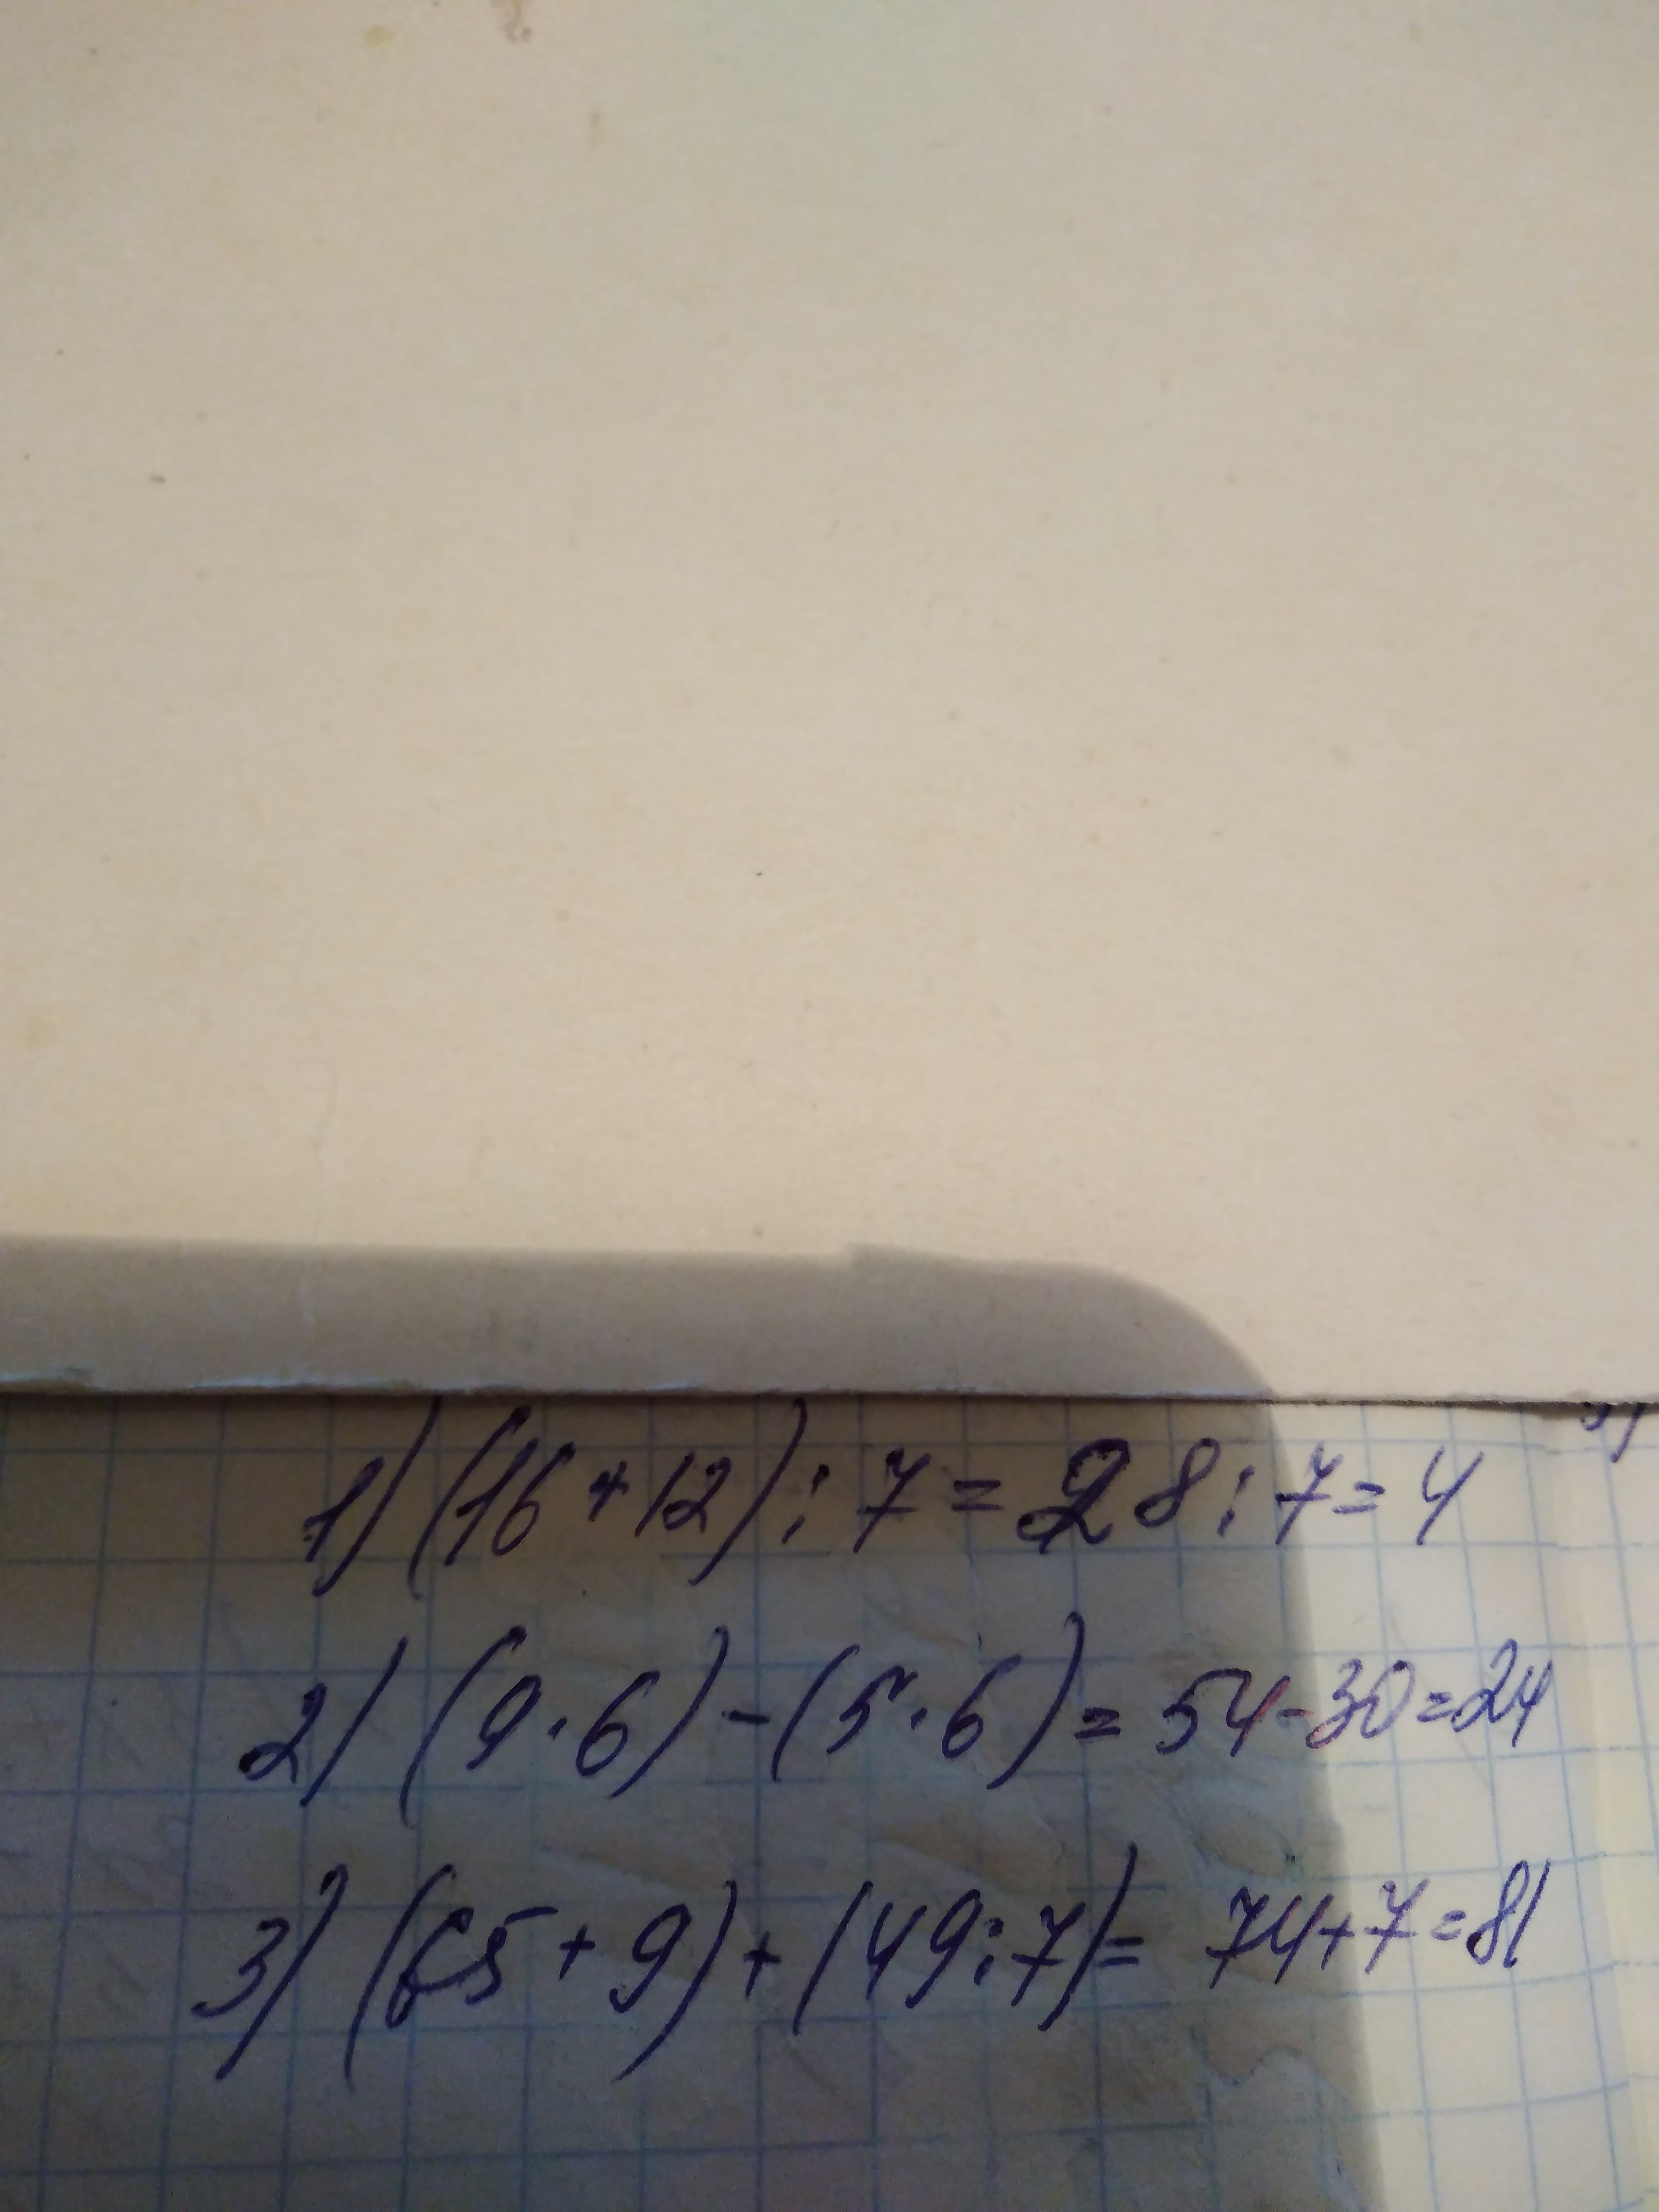 1) (16 + 12) : 7 = 28 : 7 = 4
2) (9 · 6) - (5 · 6) = 54 - 30 = 24
3) (65 + 9) + (49 : 7) = 74 + 7 = 81